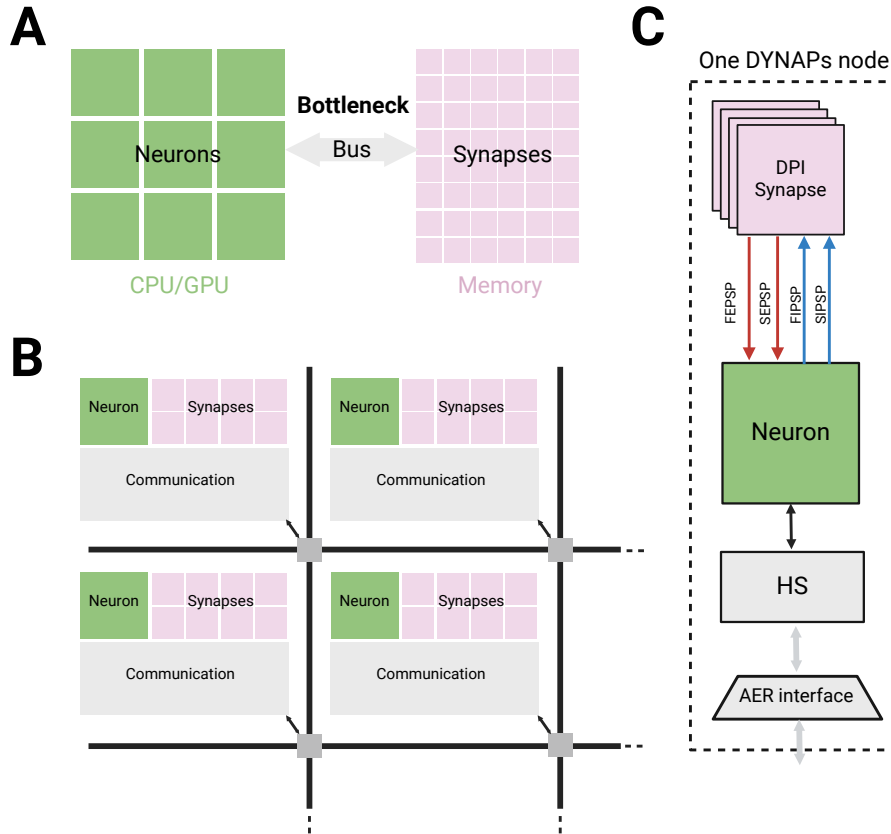 A
Neurons
Bottleneck
Bus
Synapses
CPU/GPU
Memory
B
Neuron
Synapses
Communication
Neuron
Synapses
Communication
Neuron
Synapses
Communication
Neuron
Synapses
Communication
C
One DYNAPs node
DPI
Synapse
FEPSP
SEPSP
FIPSP
SIPSP
Neuron
HS
AER interface